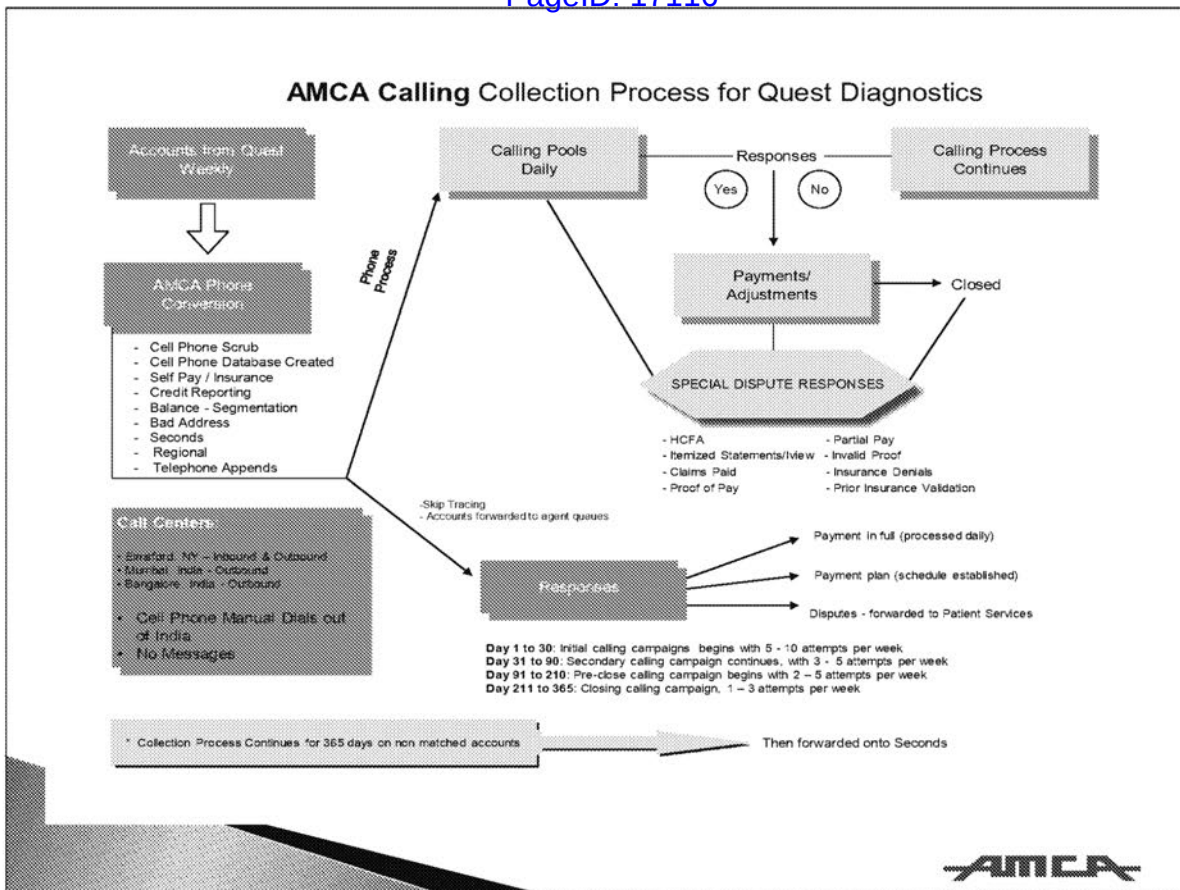 AMCA Calling Collection Process for Quest Diagnostics
Accounts from Quest
Weekly
AMCA Phone
Conversion
- Cell Phone Scrub
- Cell Phone Database Created
- Self Pay / Insurance
- Credit Reporting
- Balance - Segmentation
- Bad Address
- Seconds
- Regional
- Telephone Appends
Phone
Process
Calling Pools
Daily
Responses
Yes
No
Calling Process
Continues
Payments/
Adjustments
Closed
SPECIAL DISPUTE RESPONSES
- HCFA
- Itemized Statements/Iview
- Claims Paid
- Proof of Pay
- Partial Pay
- Invalid Proof
- Insurance Denials
- Prior Insurance Validation
Call Centers:
• Elmsford, NY – Inbound & Outbound
• Mumbai, India - Outbound
• Bangalore, India - Outbound
• Cell Phone Manual Dials out
of India
• No Messages
-Skip Tracing
- Accounts forwarded to agent queues
Responses
Payment in full (processed daily)
Payment plan (schedule established)
Disputes - forwarded to Patient Services
Day 1 to 30: Initial calling campaigns begins with 5 - 10 attempts per week
Day 31 to 90: Secondary calling campaign continues, with 3 - 5 attempts per week
Day 91 to 210: Pre-close calling campaign begins with 2 – 5 attempts per week
Day 211 to 365: Closing calling campaign, 1 – 3 attempts per week
* Collection Process Continues for 365 days on non matched accounts
Then forwarded onto Seconds
AMCA